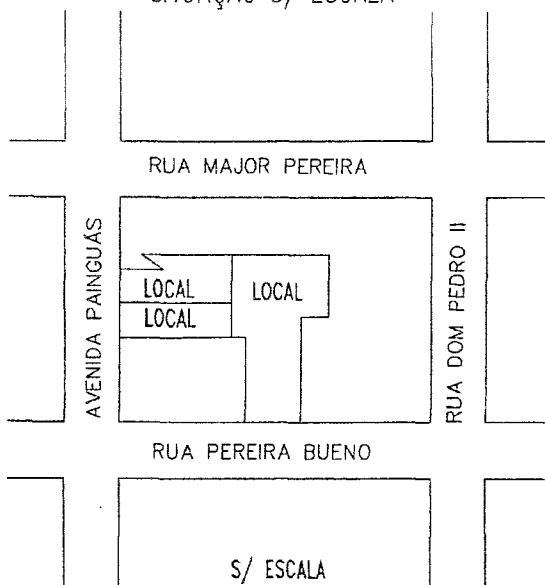 RUA MAJOR PEREIRA
AVENIDA PAINGUÁS
LOCAL
LOCAL
LOCAL
RUA DOM PEDRO II
RUA PEREIRA BUENO
S/ ESCALA